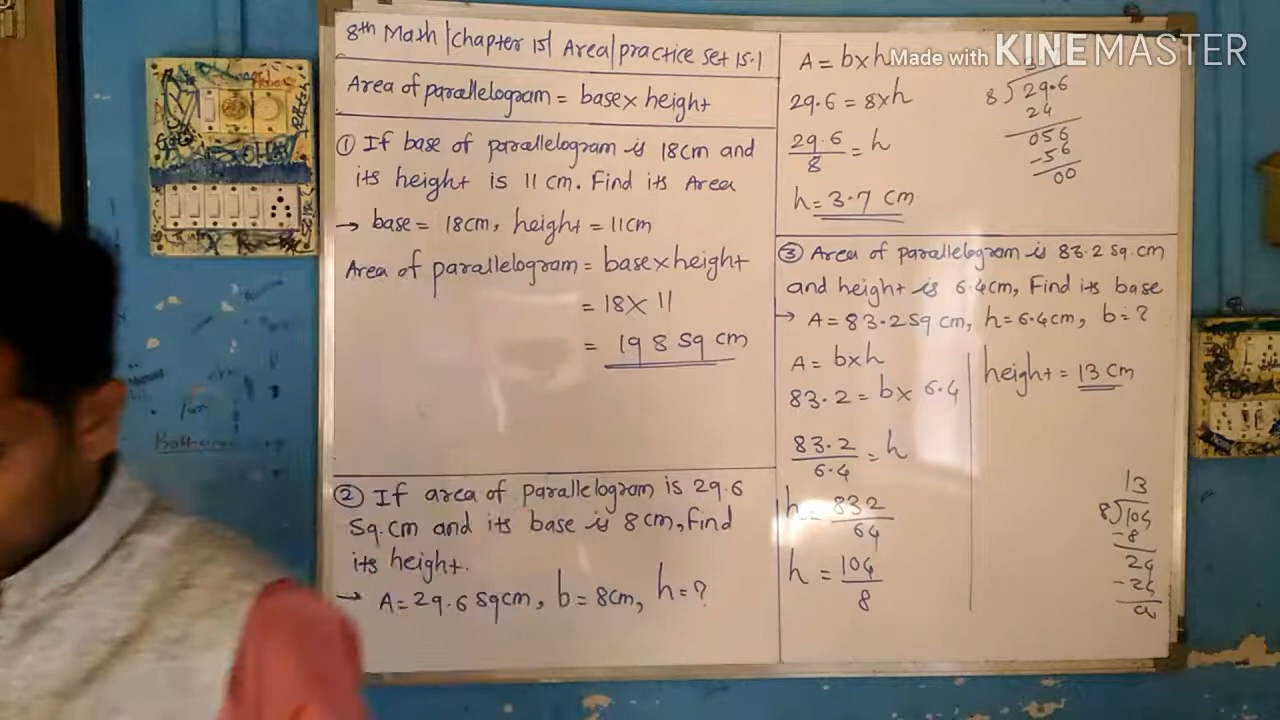 8th Math | chapter 15 | Area | practice set 15.1
Area of parallelogram = base x height
① If base of parallelogram is 18cm and
its height is 11 cm. Find its Area
→ base = 18cm, height = 11cm
Area of parallelogram = base x height
= 18 X 11
= 198 sq cm
② If area of parallelogram is 29.6
Sq.cm and its base is 8cm, Find
its height.
→ A = 29.6 sqcm, b = 8cm, h = ?
A = b x h
29.6 = 8 x h
29.6 / 8 = h
h = 3.7 cm
8 ) 29.6
24
056
-56
00
③ Area of parallelogram is 83.2 sq.cm
and height is 6.4cm, Find its base
→ A = 83.2 sq cm, h = 6.4cm, b = ?
A = b x h
83.2 = b x 6.4
83.2 / 6.4 = h
h = 832 / 64
h = 104 / 8
height = 13 cm
13
8 ) 104
-8
24
-24
Made with KINEMASTER